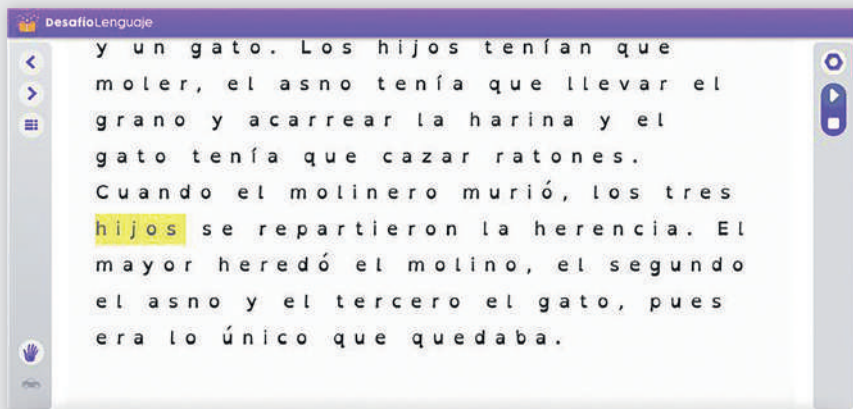 DesafíoLenguaje
y un gato. Los hijos tenían que
moler, el asno tenía que llevar el
grano y acarrear la harina y el
gato tenía que cazar ratones.
Cuando el molinero murió, los tres
hijos se repartieron la herencia. El
mayor heredó el molino, el segundo
el asno y el tercero el gato, pues
era lo único que quedaba.